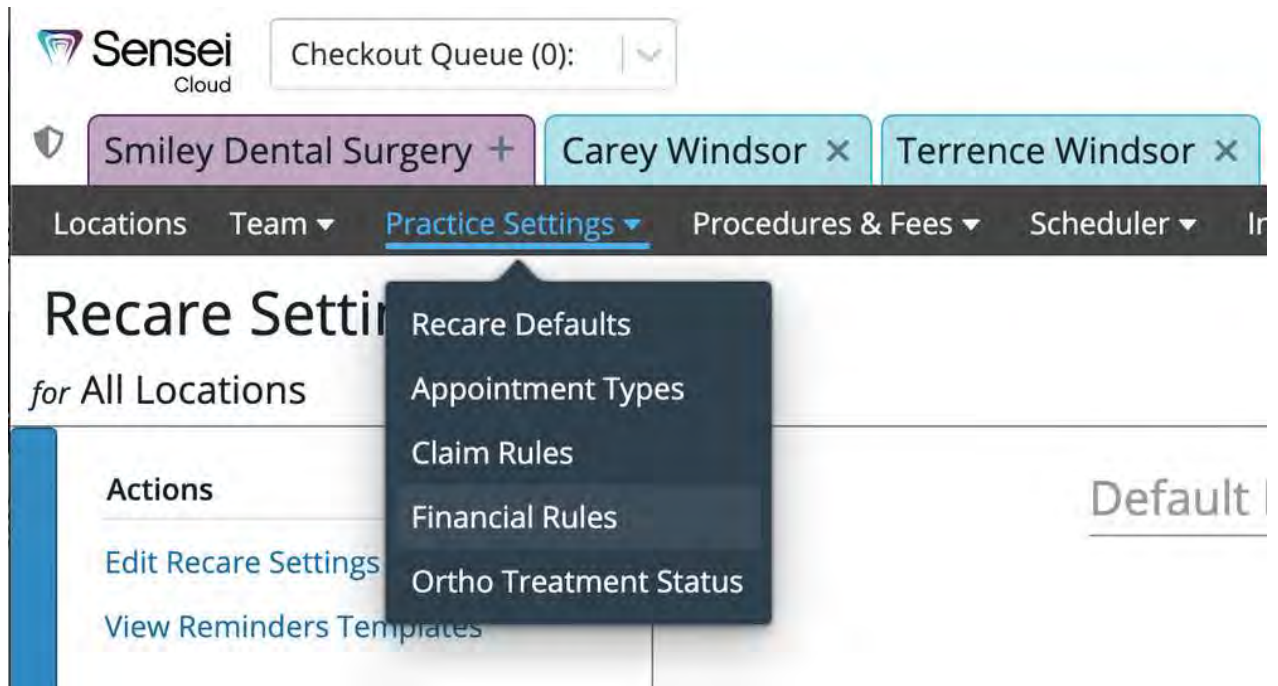 Sensei
Cloud
Checkout Queue (0):
Smiley Dental Surgery +
Carey Windsor ×
Terrence Windsor ×
Locations Team Practice Settings Procedures & Fees Scheduler
Recare
for All Locations
Recare Defaults
Appointment Types
Claim Rules
Financial Rules
Ortho Treatment Status
Actions
Edit Recare Settings
View Reminders Templates